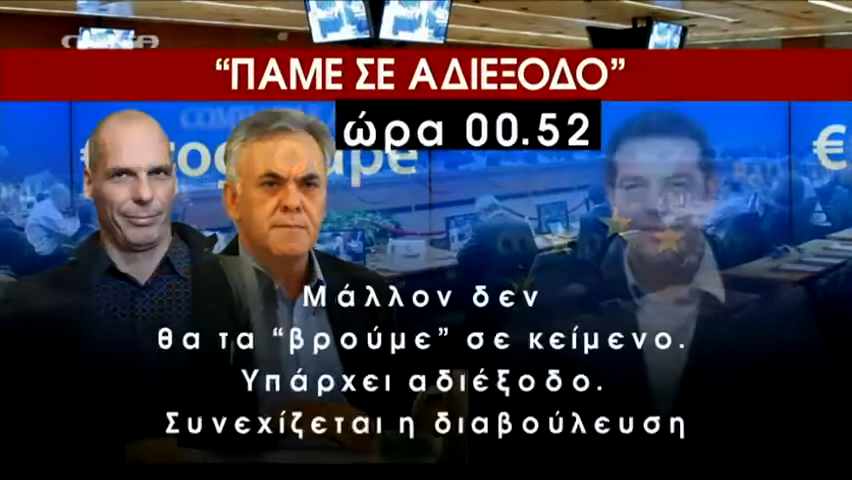 “ΠΑΜΕ ΣΕ ΑΔΙΕΞΟΔΟ”
ώρα 00.52
€
Μάλλον δεν
θα τα “βρούμε” σε κείμενο.
Υπάρχει αδιέξοδο.
Συνεχίζεται η διαβούλευση